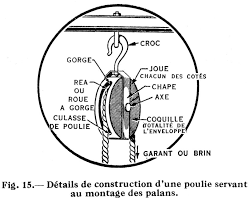 CROC
GORGE
JOUE
CHACUN DES COTÉS
REA
OU
ROUE
A GORGE
CHAPE
AXE
CULASSE
DE POULIE
COQUILLE
(TOTALITÉ DE
L'ENVELOPPE)
GARANT OU BRIN
Fig. 15.— Détails de construction d'une poulie servant
au montage des palans.